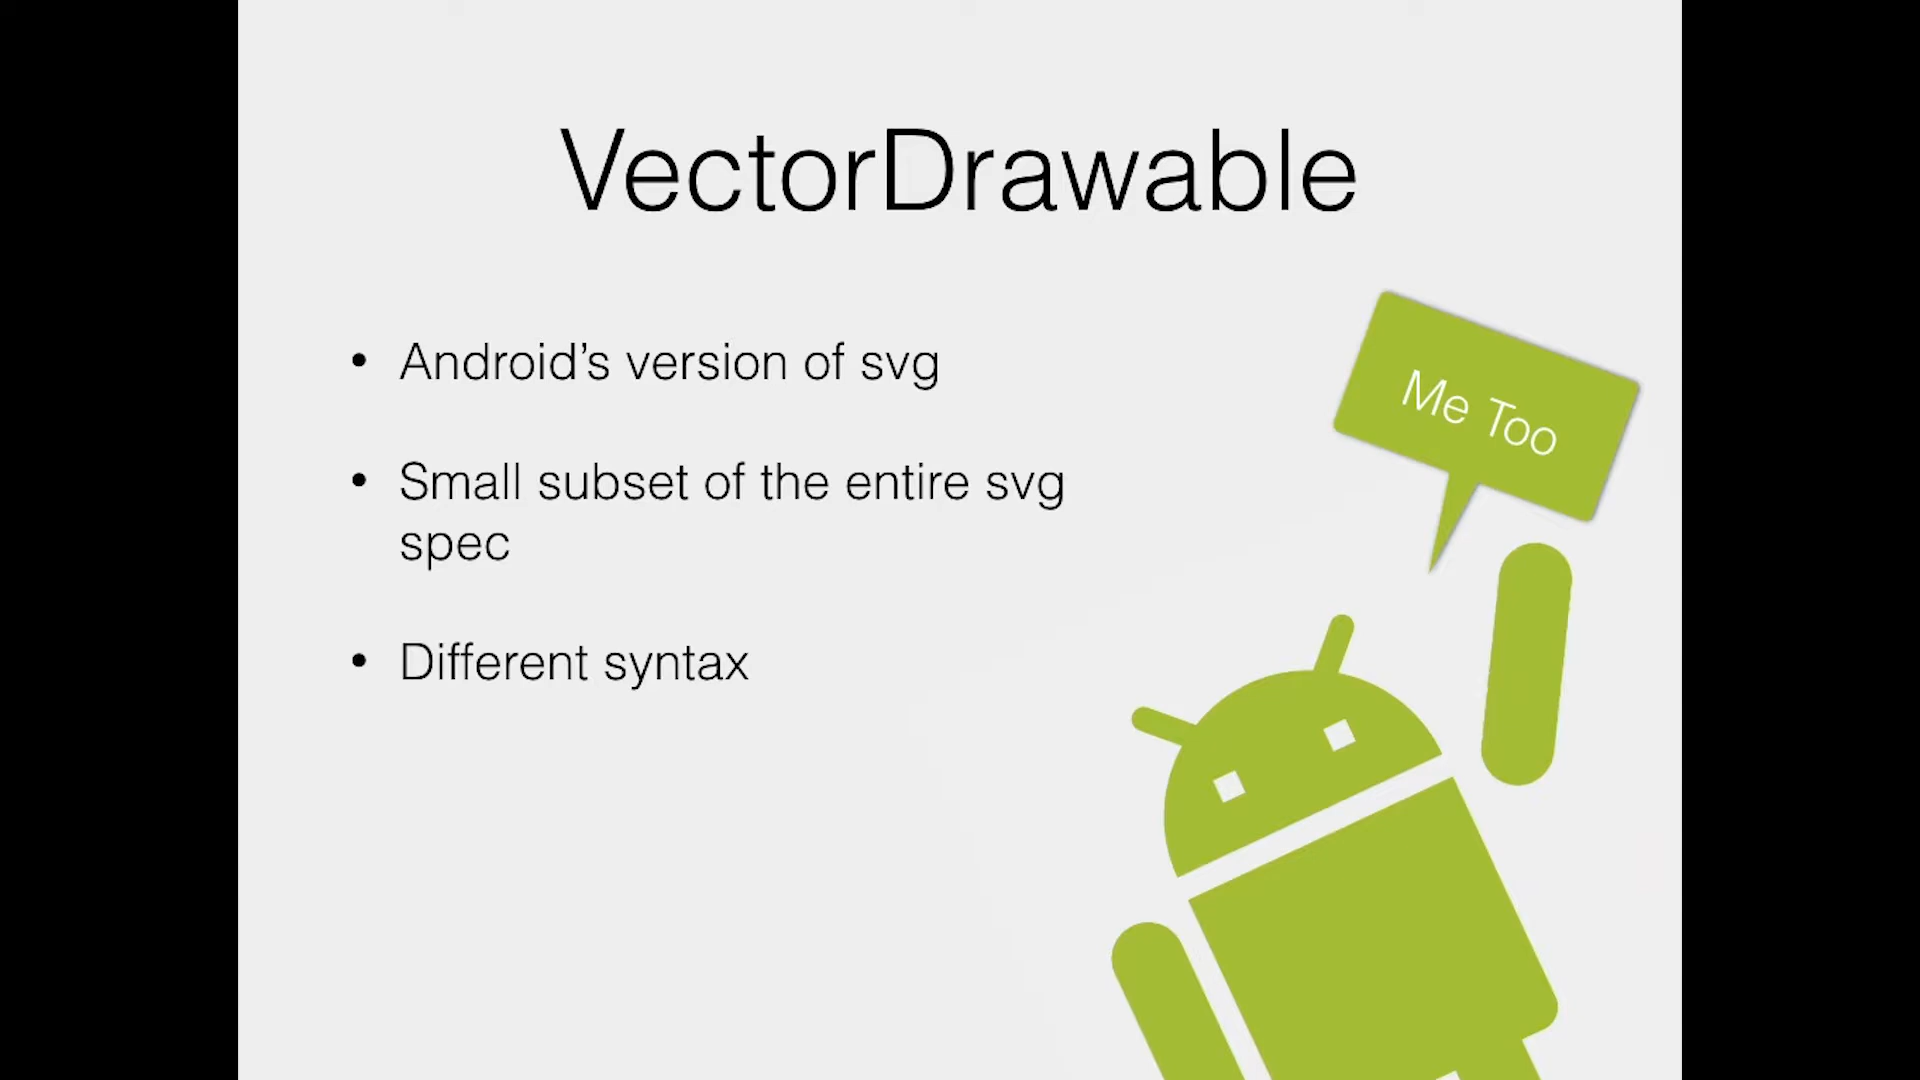 VectorDrawable
• Android’s version of svg
• Small subset of the entire svg
spec
• Different syntax
Me Too